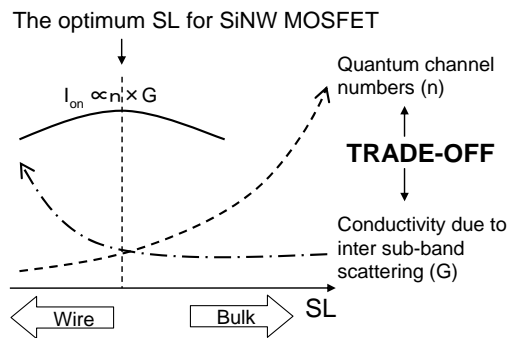 The optimum SL for SiNW MOSFET
I_on ∝n × G
Quantum channel
numbers (n)
TRADE-OFF
Conductivity due to
inter sub-band
scattering (G)
SL
Wire
Bulk